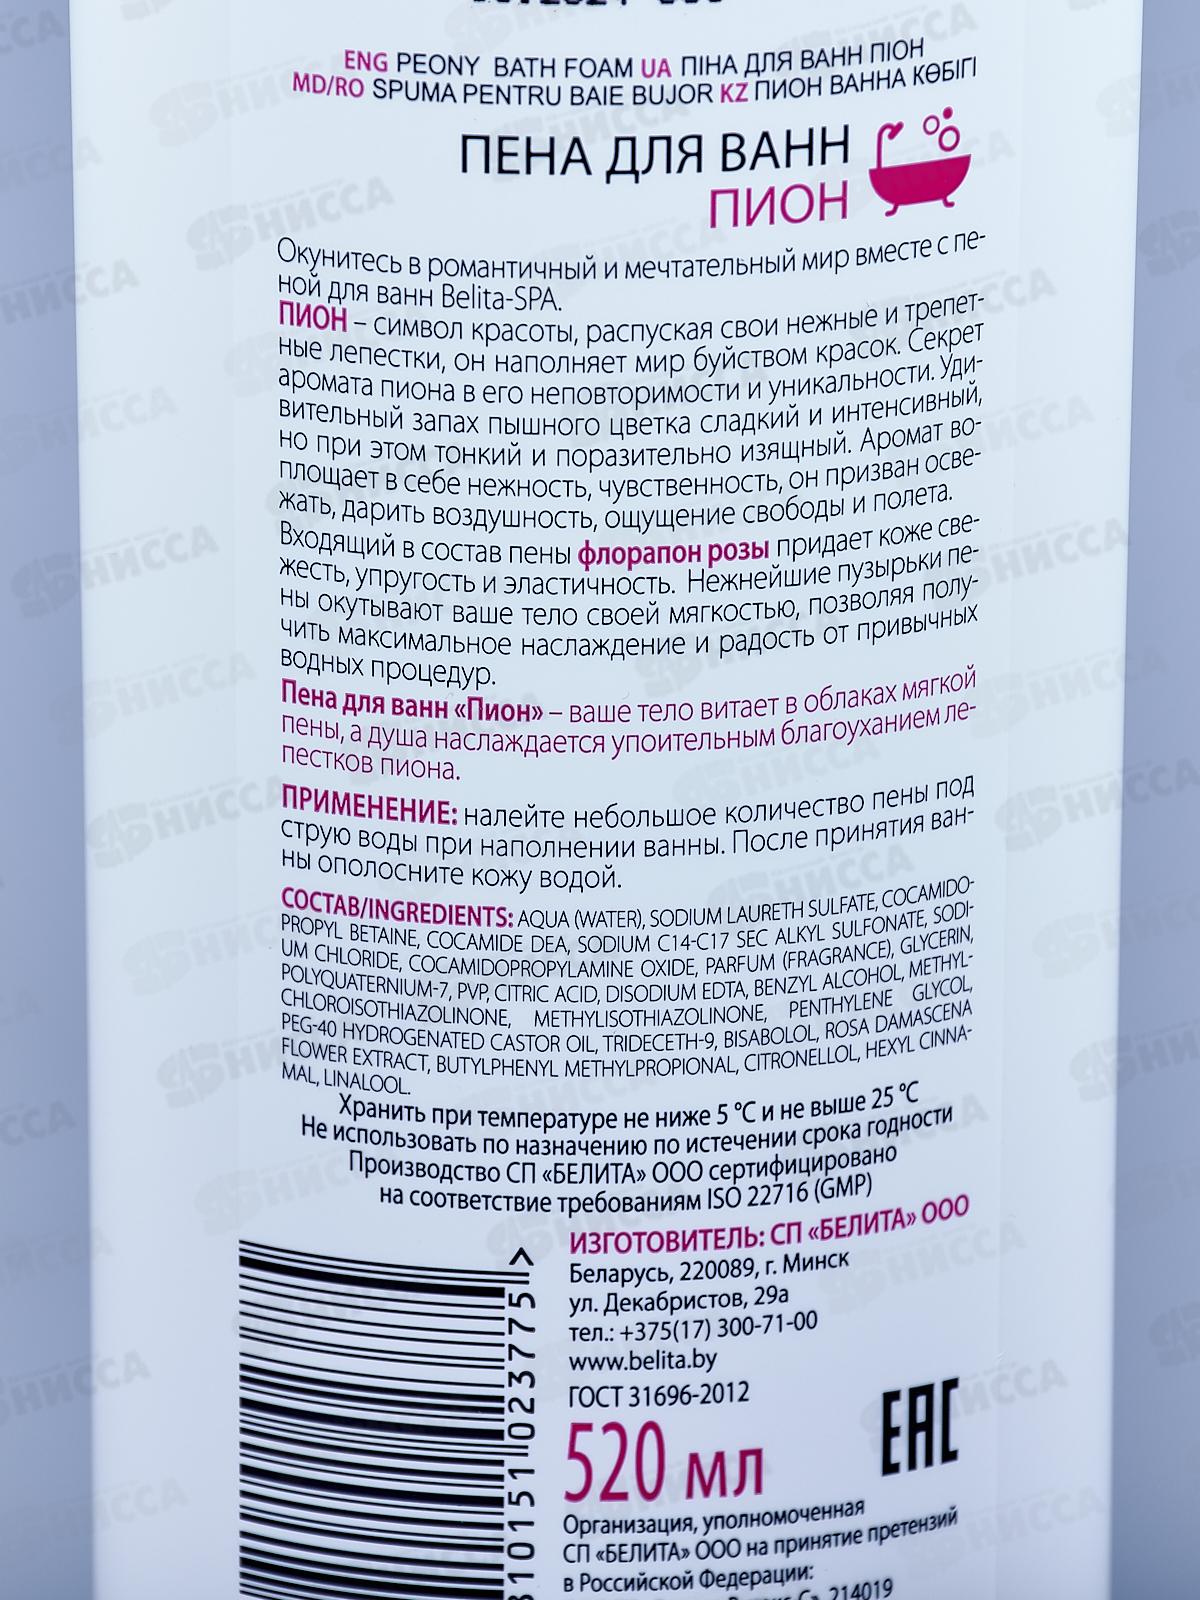 ENG PEONY BATH FOAM UA ПІНА ДЛЯ ВАНН ПІОН
MD/RO SPUMA PENTRU BAIE BUJOR KZ ПИОН ВАННА КӨБІГІ
ПЕНА ДЛЯ ВАНН
ПИОН
Окунитесь в романтичный и мечтательный мир вместе с пе-
ной для ванн Belita-SPA.
ПИОН – символ красоты, распуская свои нежные и трепет-
ные лепестки, он наполняет мир буйством красок. Секрет
аромата пиона в его неповторимости и уникальности. Уди-
вительный запах пышного цветка сладкий и интенсивный,
но при этом тонкий и поразительно изящный. Аромат во-
площает в себе нежность, чувственность, он призван осве-
жать, дарить воздушность, ощущение свободы и полета.
Входящий в состав пены флорапон розы придает коже све-
жесть, упругость и эластичность. Нежнейшие пузырьки пе-
ны окутывают ваше тело своей мягкостью, позволяя полу-
чить максимальное наслаждение и радость от привычных
водных процедур.
Пена для ванн «Пион» – ваше тело витает в облаках мягкой
пены, а душа наслаждается упоительным благоуханием ле-
пестков пиона.
ПРИМЕНЕНИЕ: налейте небольшое количество пены под
струю воды при наполнении ванны. После принятия ван-
ны ополосните кожу водой.
СОСТАВ/INGREDIENTS: AQUA (WATER), SODIUM LAURETH SULFATE, COCAMIDO-
PROPYL BETAINE, COCAMIDE DEA, SODIUM C14-C17 SEC ALKYL SULFONATE, SODI-
UM CHLORIDE, COCAMIDOPROPYLAMINE OXIDE, PARFUM (FRAGRANCE), GLYCERIN,
POLYQUATERNIUM-7, PVP, CITRIC ACID, DISODIUM EDTA, BENZYL ALCOHOL, METHYL-
CHLOROISOTHIAZOLINONE, METHYLISOTHIAZOLINONE, PENTHYLENE GLYCOL,
PEG-40 HYDROGENATED CASTOR OIL, TRIDECETH-9, BISABOLOL, ROSA DAMASCENA
FLOWER EXTRACT, BUTYLPHENYL METHYLPROPIONAL, CITRONELLOL, HEXYL CINNA-
MAL, LINALOOL.
Хранить при температуре не ниже 5 °C и не выше 25 °C
Не использовать по назначению по истечении срока годности
Производство СП «БЕЛИТА» ООО сертифицировано
на соответствие требованиям ISO 22716 (GMP)
ИЗГОТОВИТЕЛЬ: СП «БЕЛИТА» ООО
Беларусь, 220089, г. Минск
ул. Декабристов, 29а
тел.: +375(17) 300-71-00
www.belita.by
ГОСТ 31696-2012
520 мл
EAC
Организация, уполномоченная
СП «БЕЛИТА» ООО на принятие претензий
в Российской Федерации:
214019
810151 023775 >
НИССА